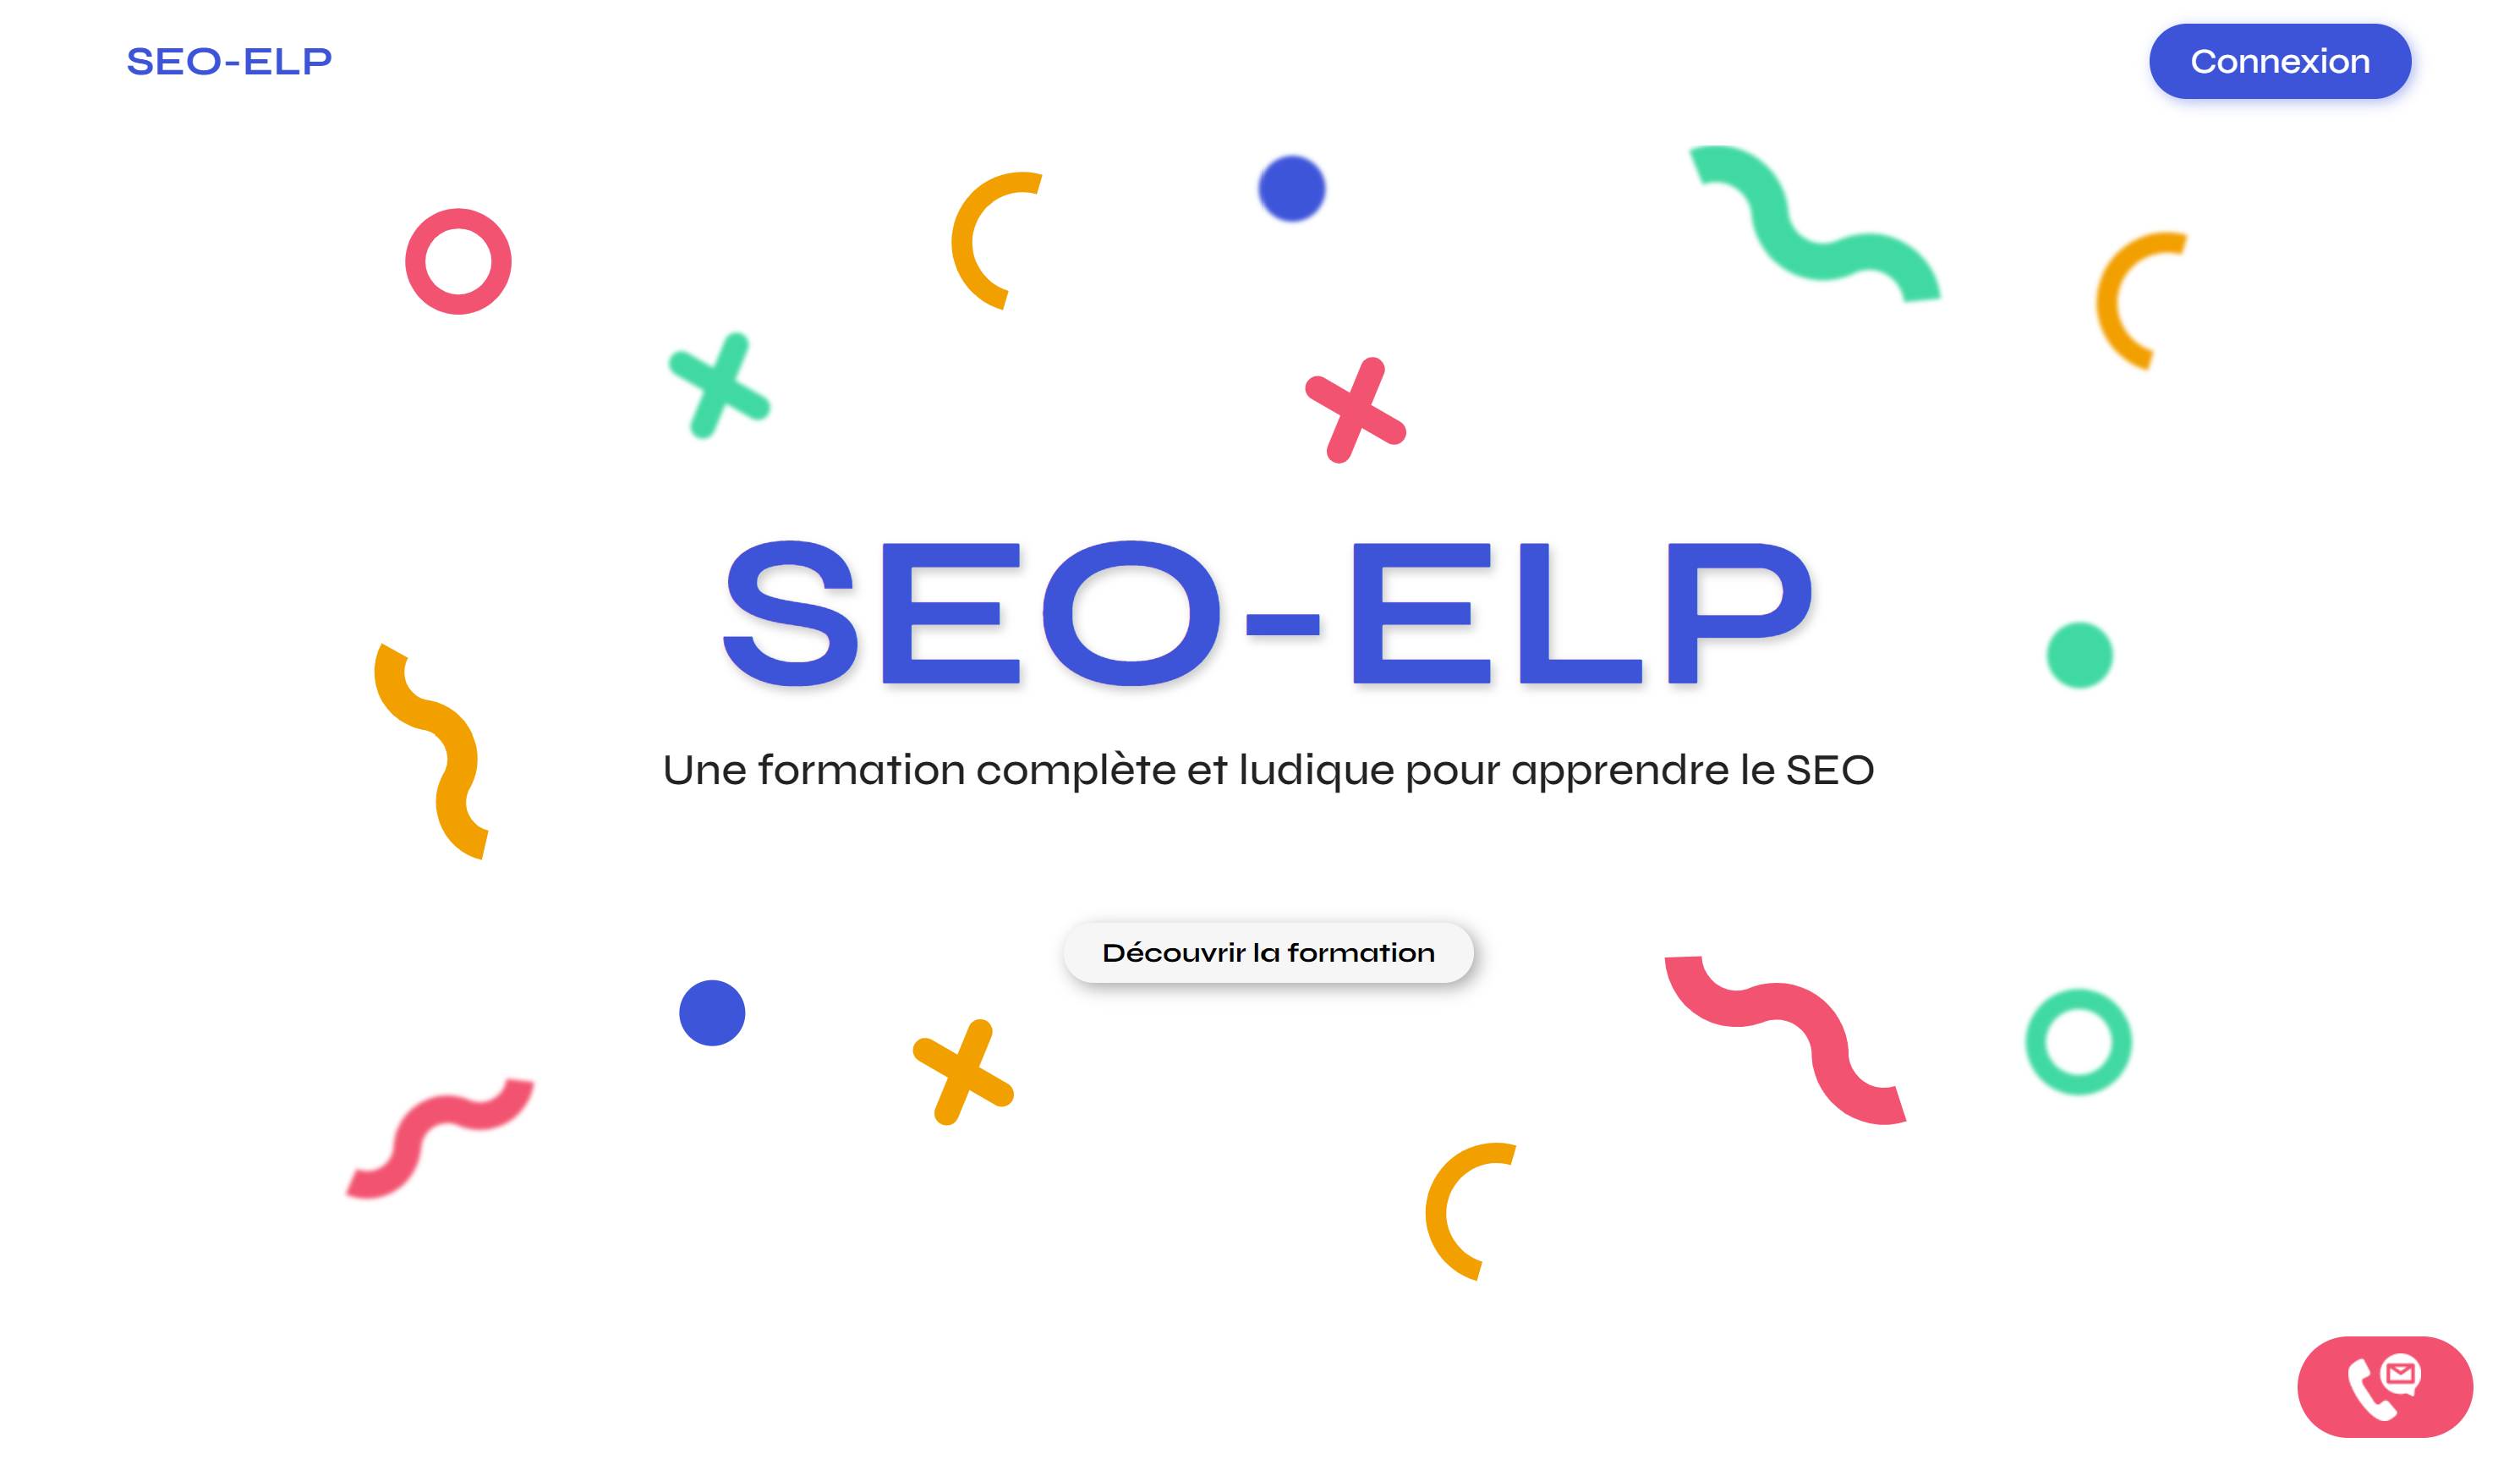 SEO-ELP
Connexion
SEO-ELP
Une formation complète et ludique pour apprendre le SEO
Découvrir la formation